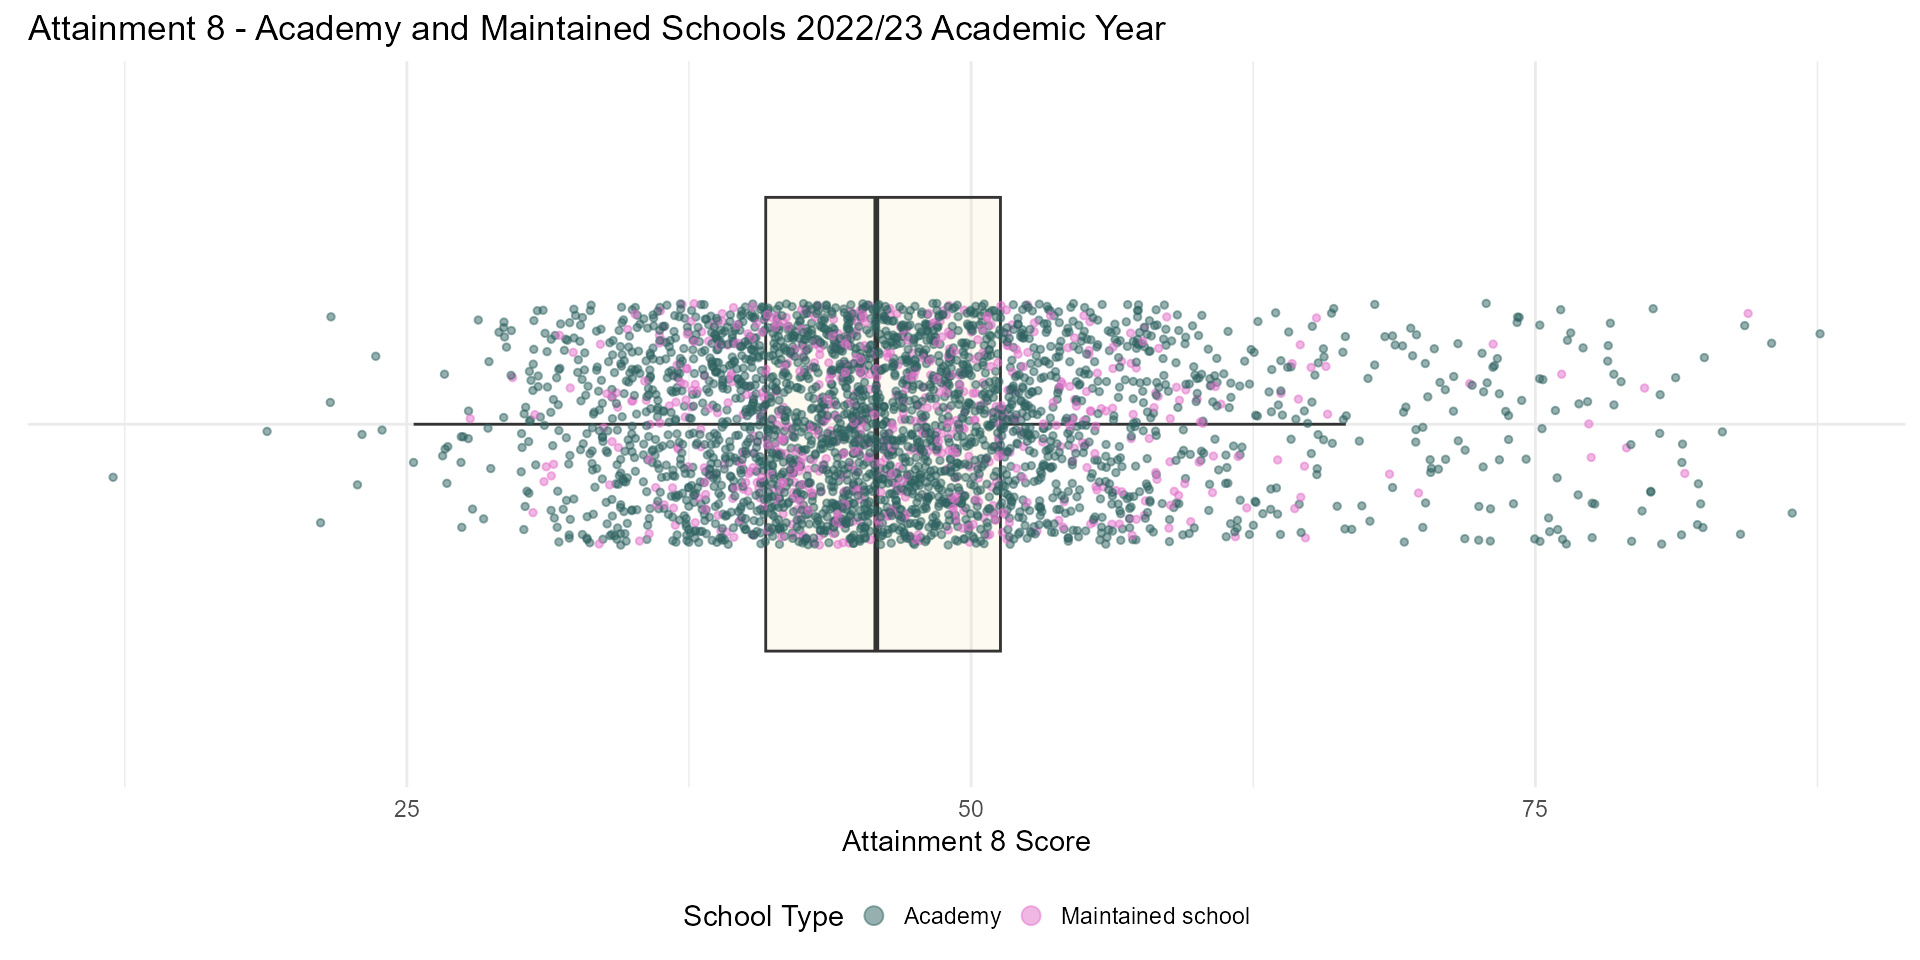 Attainment 8 - Academy and Maintained Schools 2022/23 Academic Year
25 50 75
Attainment 8 Score
School Type Academy Maintained school